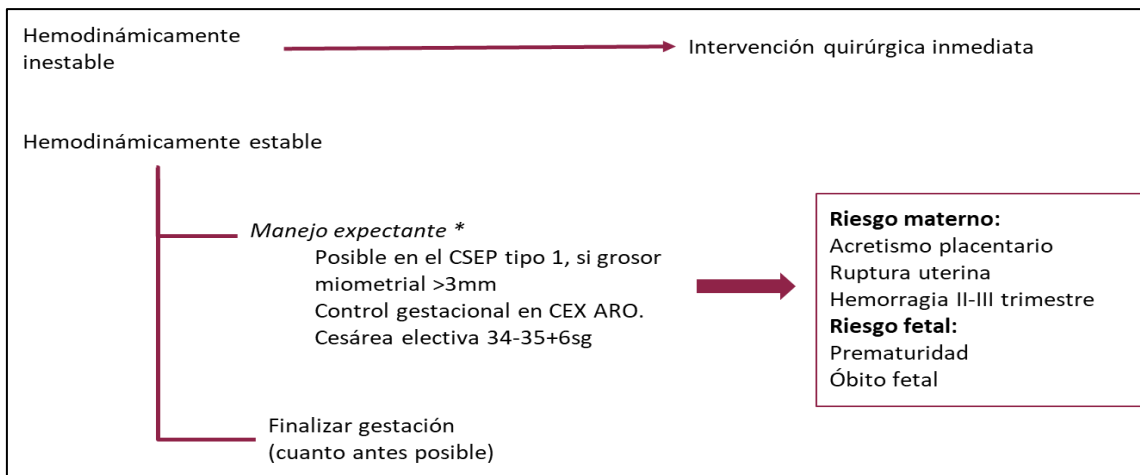 Hemodinámicamente
inestable
Intervención quirúrgica inmediata
Hemodinámicamente estable
Manejo expectante *
Posible en el CSEP tipo 1, si grosor
miometrial >3mm
Control gestacional en CEX ARO.
Cesárea electiva 34-35+6sg
Riesgo materno:
Acretismo placentario
Ruptura uterina
Hemorragia II-III trimestre
Riesgo fetal:
Prematuridad
Óbito fetal
Finalizar gestación
(cuanto antes posible)